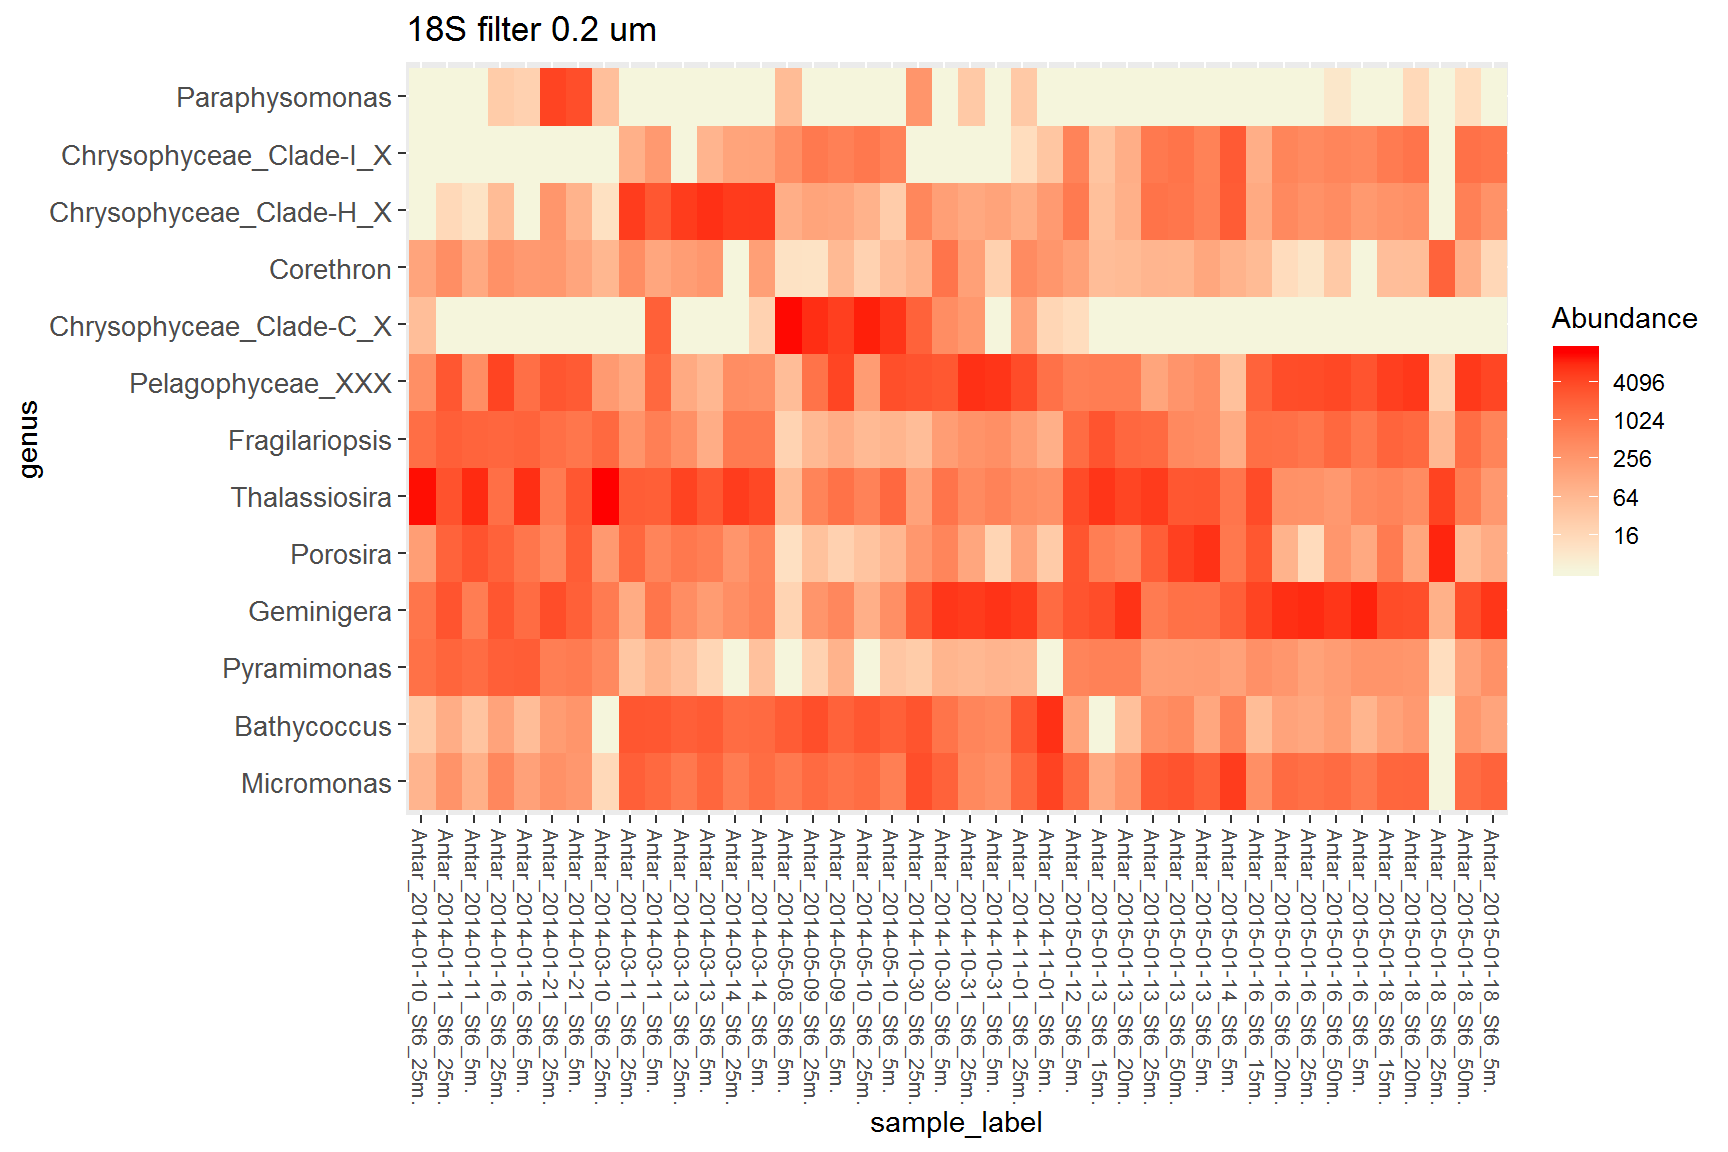 18S filter 0.2 um
genus
Paraphysomonas
Chrysophyceae_Clade-I_X
Chrysophyceae_Clade-H_X
Corethron
Chrysophyceae_Clade-C_X
Pelagophyceae_XXX
Fragilariopsis
Thalassiosira
Porosira
Geminigera
Pyramimonas
Bathycoccus
Micromonas
Antar_2014-01-10_St6_25m.
Antar_2014-01-11_St6_25m.
Antar_2014-01-11_St6_5m.
Antar_2014-01-16_St6_25m.
Antar_2014-01-16_St6_5m.
Antar_2014-01-21_St6_25m.
Antar_2014-01-21_St6_5m.
Antar_2014-03-10_St6_25m.
Antar_2014-03-11_St6_25m.
Antar_2014-03-11_St6_5m.
Antar_2014-03-13_St6_25m.
Antar_2014-03-13_St6_5m.
Antar_2014-03-14_St6_25m.
Antar_2014-03-14_St6_5m.
Antar_2014-05-08_St6_5m.
Antar_2014-05-09_St6_25m.
Antar_2014-05-09_St6_5m.
Antar_2014-05-10_St6_25m.
Antar_2014-05-10_St6_5m.
Antar_2014-10-30_St6_25m.
Antar_2014-10-30_St6_5m.
Antar_2014-10-31_St6_25m.
Antar_2014-10-31_St6_5m.
Antar_2014-11-01_St6_25m.
Antar_2014-11-01_St6_5m.
Antar_2015-01-12_St6_5m.
Antar_2015-01-13_St6_15m.
Antar_2015-01-13_St6_20m.
Antar_2015-01-13_St6_25m.
Antar_2015-01-13_St6_50m.
Antar_2015-01-13_St6_5m.
Antar_2015-01-14_St6_5m.
Antar_2015-01-16_St6_15m.
Antar_2015-01-16_St6_20m.
Antar_2015-01-16_St6_25m.
Antar_2015-01-16_St6_50m.
Antar_2015-01-16_St6_5m.
Antar_2015-01-18_St6_15m.
Antar_2015-01-18_St6_20m.
Antar_2015-01-18_St6_25m.
Antar_2015-01-18_St6_50m.
Antar_2015-01-18_St6_5m.
sample_label
Abundance
4096
1024
256
64
16